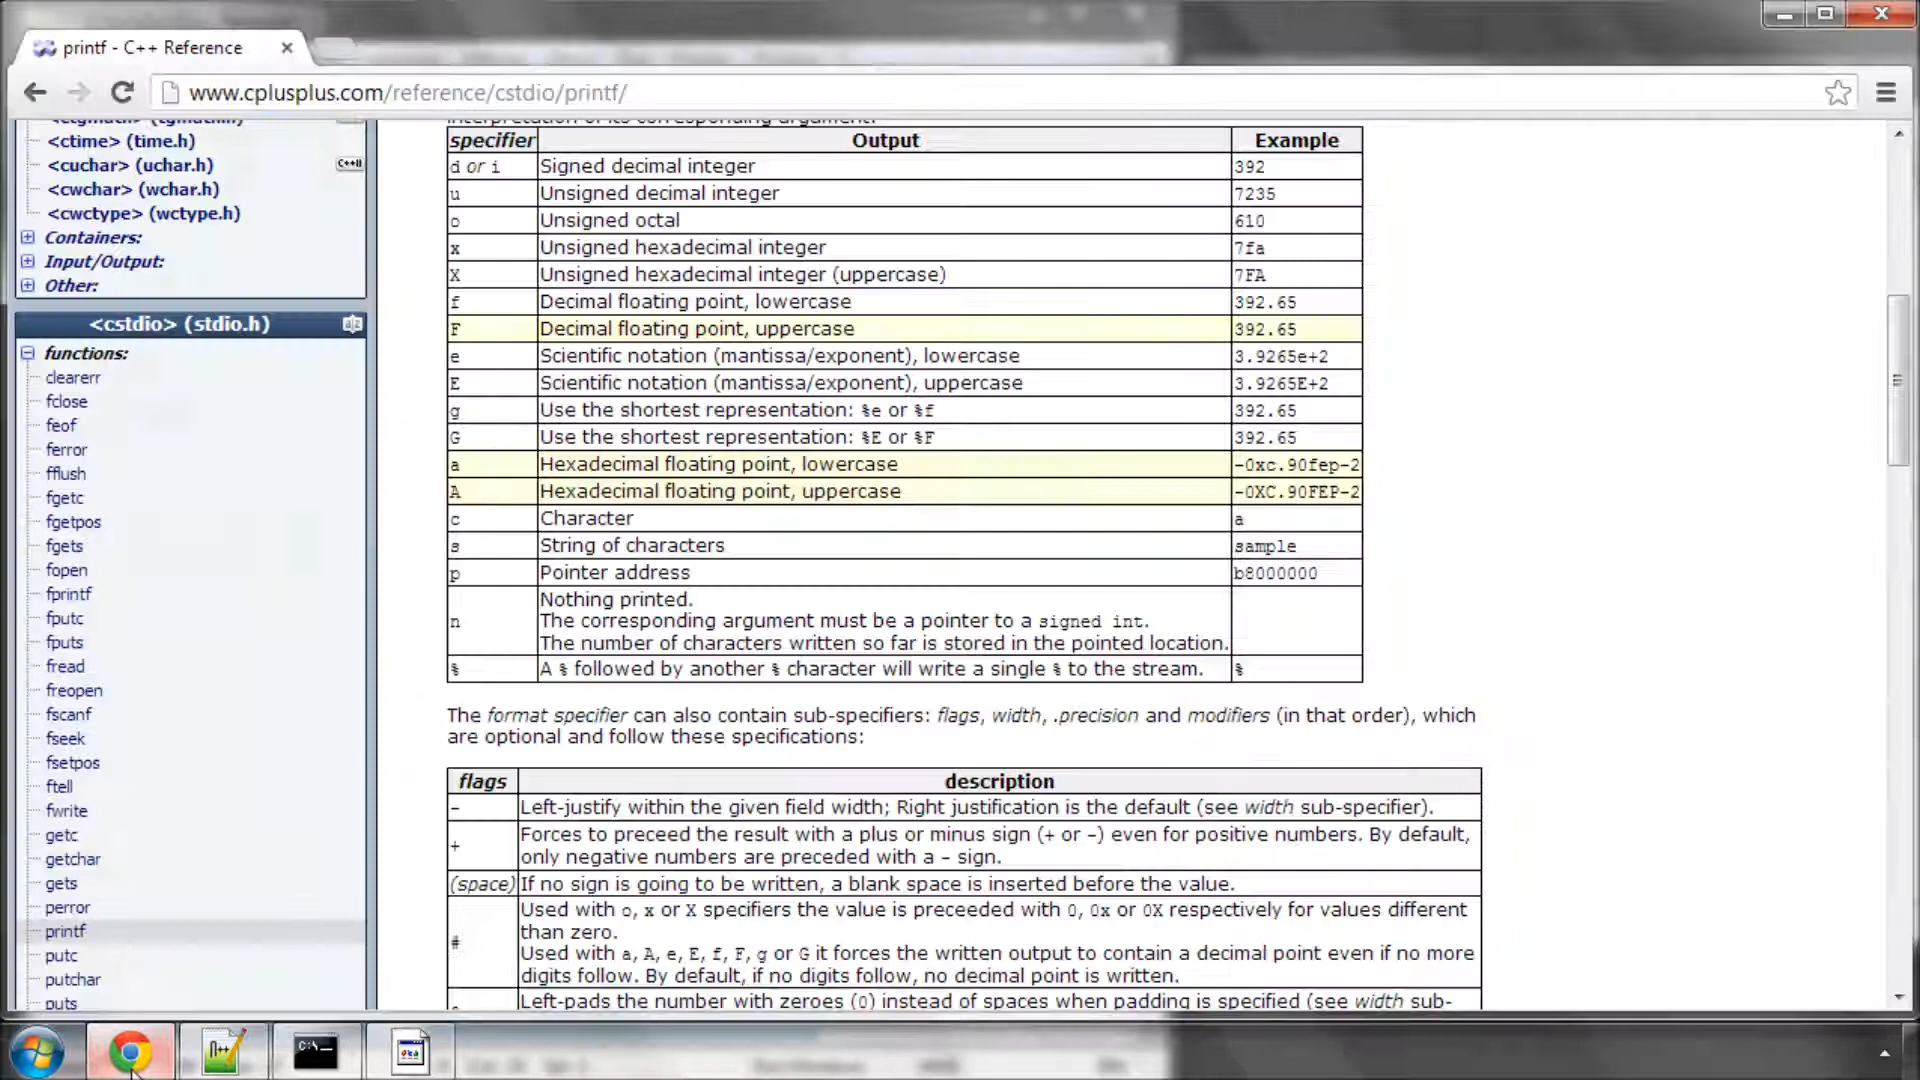 printf - C++ Reference
www.cplusplus.com/reference/cstdio/printf/
<ctime> (time.h)
<cuchar> (uchar.h)
C++11
<cwchar> (wchar.h)
<cwctype> (wctype.h)
Containers:
Input/Output:
Other:
<cstdio> (stdio.h)
functions:
clearerr
fclose
feof
ferror
fflush
fgetc
fgetpos
fgets
fopen
fprintf
fputc
fputs
fread
freopen
fscanf
fseek
fsetpos
ftell
fwrite
getc
getchar
gets
perror
printf
putc
putchar
puts
interpretation of its corresponding argument:
specifier Output Example
d or i Signed decimal integer 392
u Unsigned decimal integer 7235
o Unsigned octal 610
x Unsigned hexadecimal integer 7fa
X Unsigned hexadecimal integer (uppercase) 7FA
f Decimal floating point, lowercase 392.65
F Decimal floating point, uppercase 392.65
e Scientific notation (mantissa/exponent), lowercase 3.9265e+2
E Scientific notation (mantissa/exponent), uppercase 3.9265E+2
g Use the shortest representation: %e or %f 392.65
G Use the shortest representation: %E or %F 392.65
a Hexadecimal floating point, lowercase -0xc.90fep-2
A Hexadecimal floating point, uppercase -0XC.90FEP-2
c Character a
s String of characters sample
p Pointer address b8000000
Nothing printed.
n The corresponding argument must be a pointer to a signed int.
The number of characters written so far is stored in the pointed location.
% A % followed by another % character will write a single % to the stream. %
The format specifier can also contain sub-specifiers: flags, width, .precision and modifiers (in that order), which
are optional and follow these specifications:
flags description
- Left-justify within the given field width; Right justification is the default (see width sub-specifier).
+ Forces to preceed the result with a plus or minus sign (+ or -) even for positive numbers. By default,
only negative numbers are preceded with a - sign.
(space) If no sign is going to be written, a blank space is inserted before the value.
Used with o, x or X specifiers the value is preceeded with 0, 0x or 0X respectively for values different
than zero.
# Used with a, A, e, E, f, F, g or G it forces the written output to contain a decimal point even if no more
digits follow. By default, if no digits follow, no decimal point is written.
Left-pads the number with zeroes (0) instead of spaces when padding is specified (see width sub-
C:\_